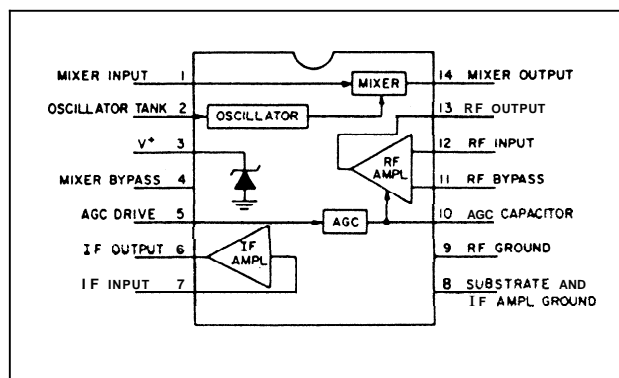 MIXER INPUT 1
OSCILLATOR TANK 2
V+ 3
MIXER BYPASS 4
AGC DRIVE 5
IF OUTPUT 6
IF INPUT 7
MIXER
OSCILLATOR
RF
AMPL
AGC
IF
AMPL
14 MIXER OUTPUT
13 RF OUTPUT
12 RF INPUT
11 RF BYPASS
10 AGC CAPACITOR
9 RF GROUND
8 SUBSTRATE AND
IF AMPL GROUND